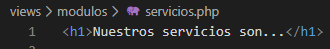 views > modulos > servicios.php
1 <h1>Nuestros servicios son...</h1>